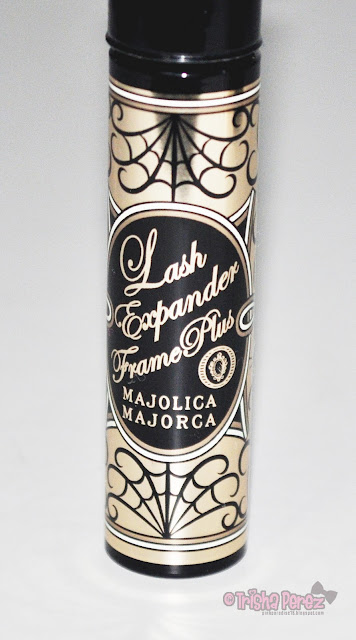 Lash
Expander
Frame Plus
MAJOLICA
MAJORCA
© Trisha Perez